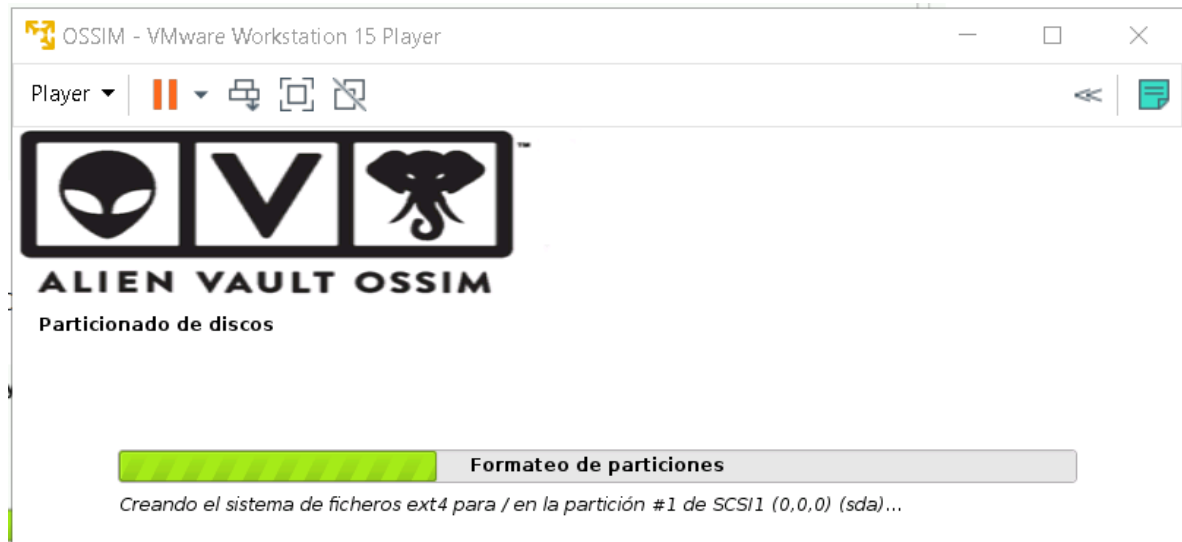 OSSIM - VMware Workstation 15 Player
Player
V
™
ALIEN VAULT OSSIM
Particionado de discos
Formateo de particiones
Creando el sistema de ficheros ext4 para / en la partición #1 de SCSI1 (0,0,0) (sda)...